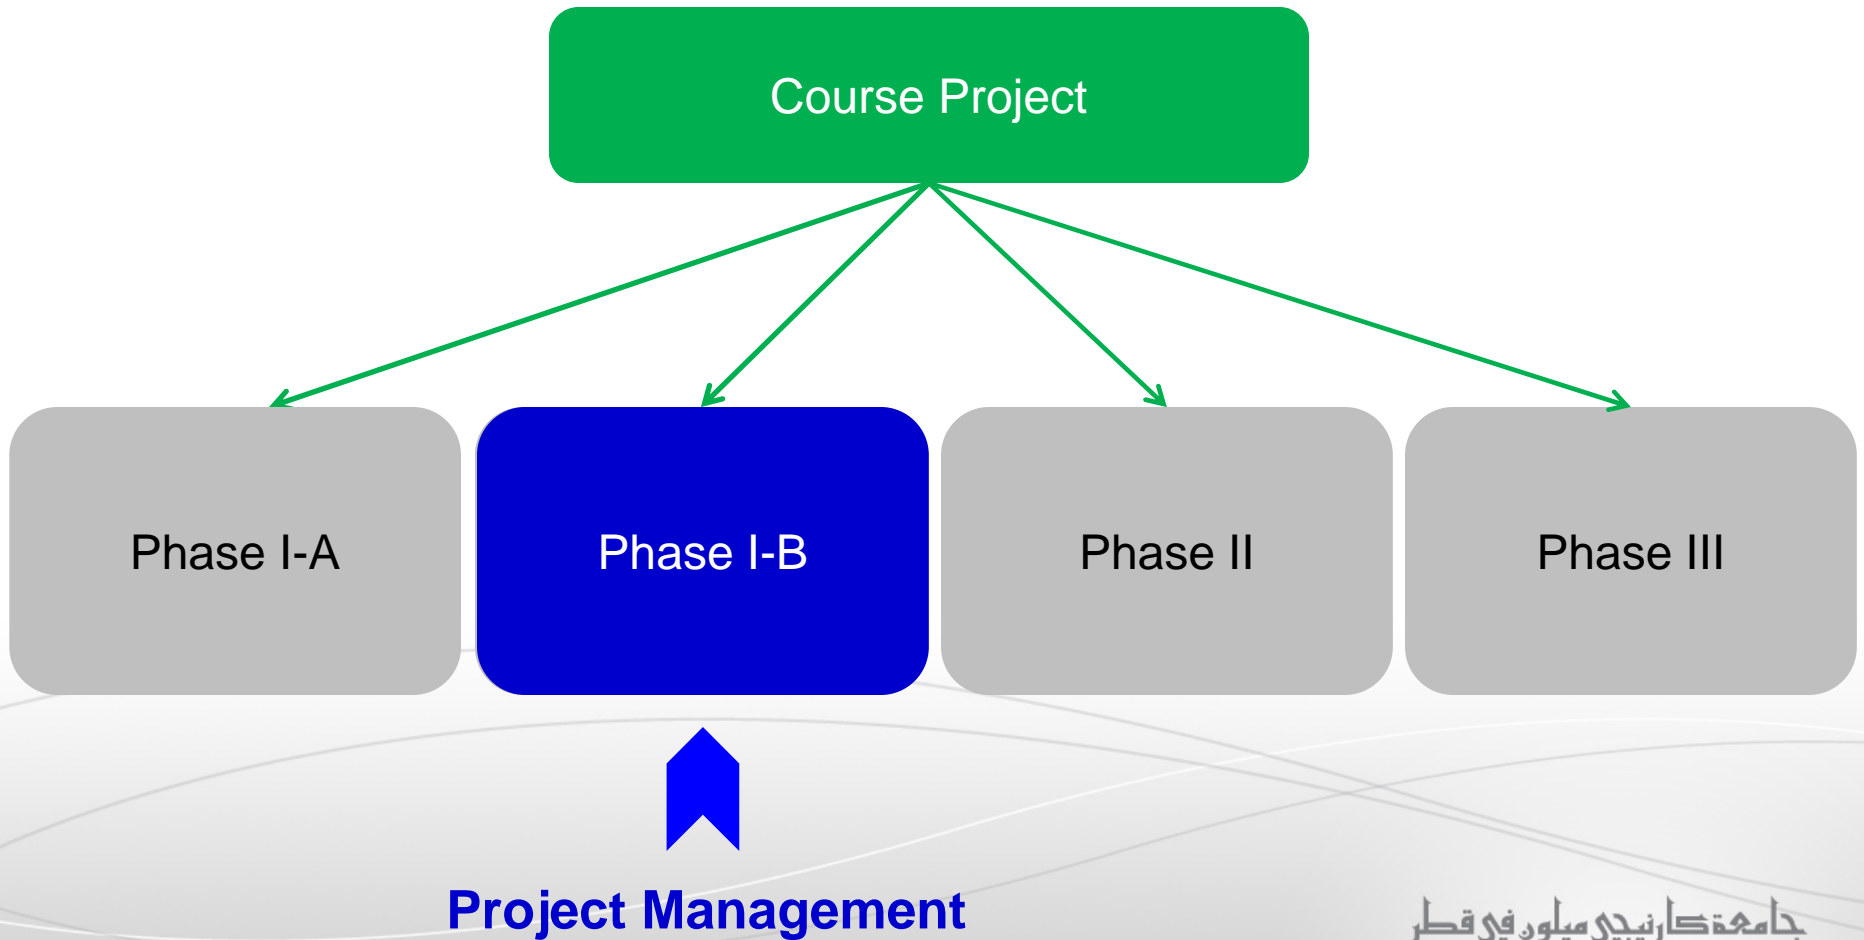 Course Project
Phase I-A
Phase I-B
Phase II
Phase III
Project Management
جامعة كارنيجي ميلون في قطر